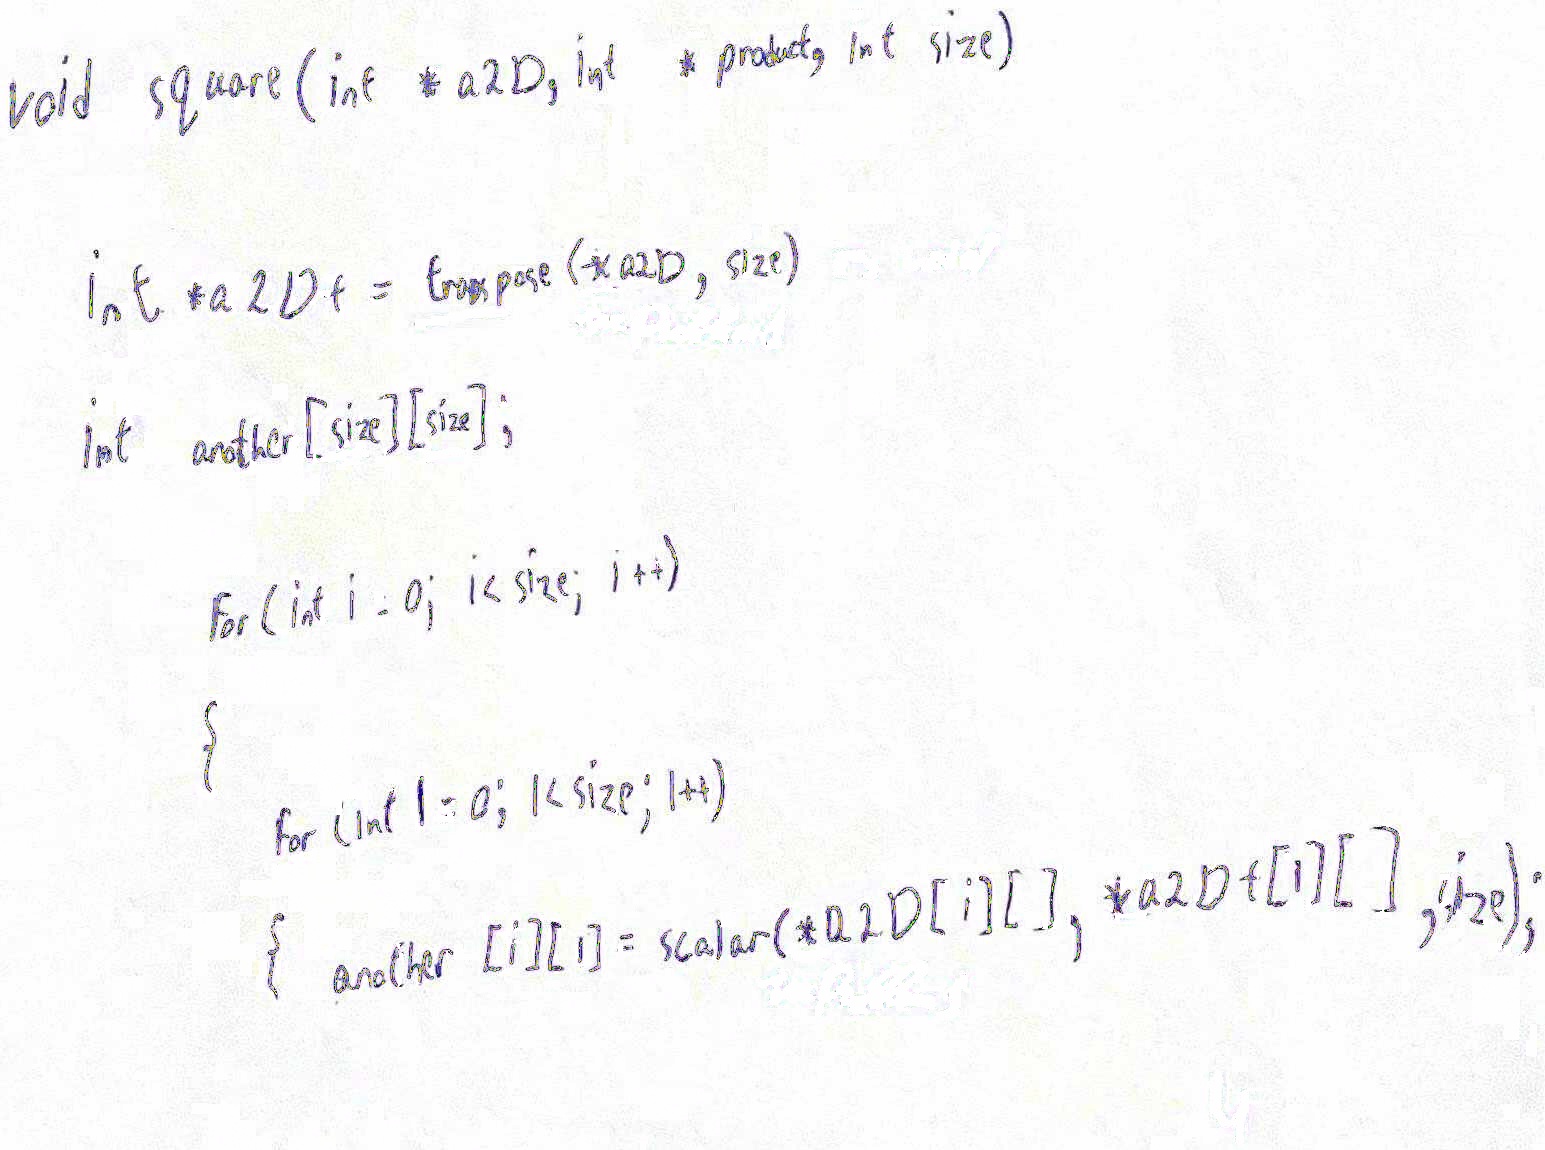 void square(int *a2D, int * product, int size)
int *a2Dt = transpose(*a2D, size)
int another[size][size];
for(int i=0; i<size; i++)
{
for(int l=0; l<size; l++)
{ another [i][l] = scalar(*a2D[i][], *a2Dt[l][], size);